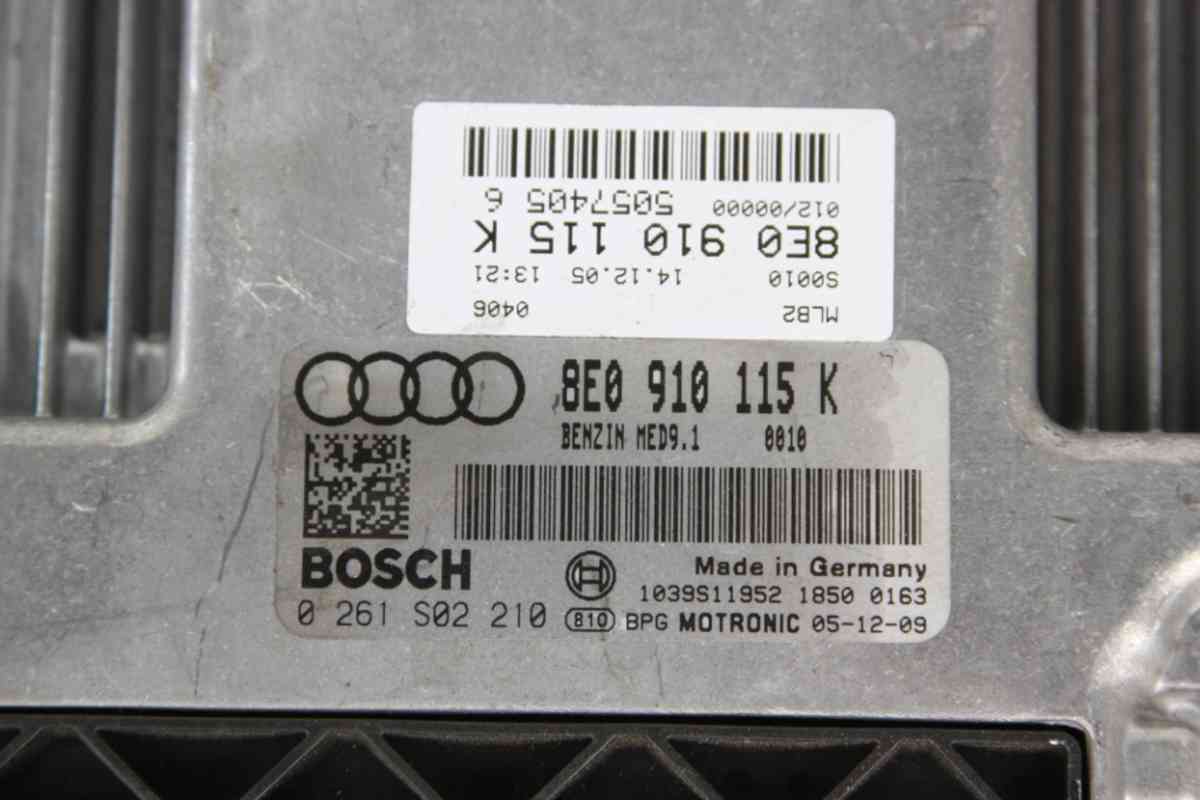 MLB2 0406
S0010 14.12.05 13:21
8E0 910 115 K
012/00000 5057405 6
8E0 910 115 K
BENZIN MED9.1 0010
BOSCH
Made in Germany
1039S11952 1850 0163
0 261 S02 210 810 BPG MOTRONIC 05-12-09